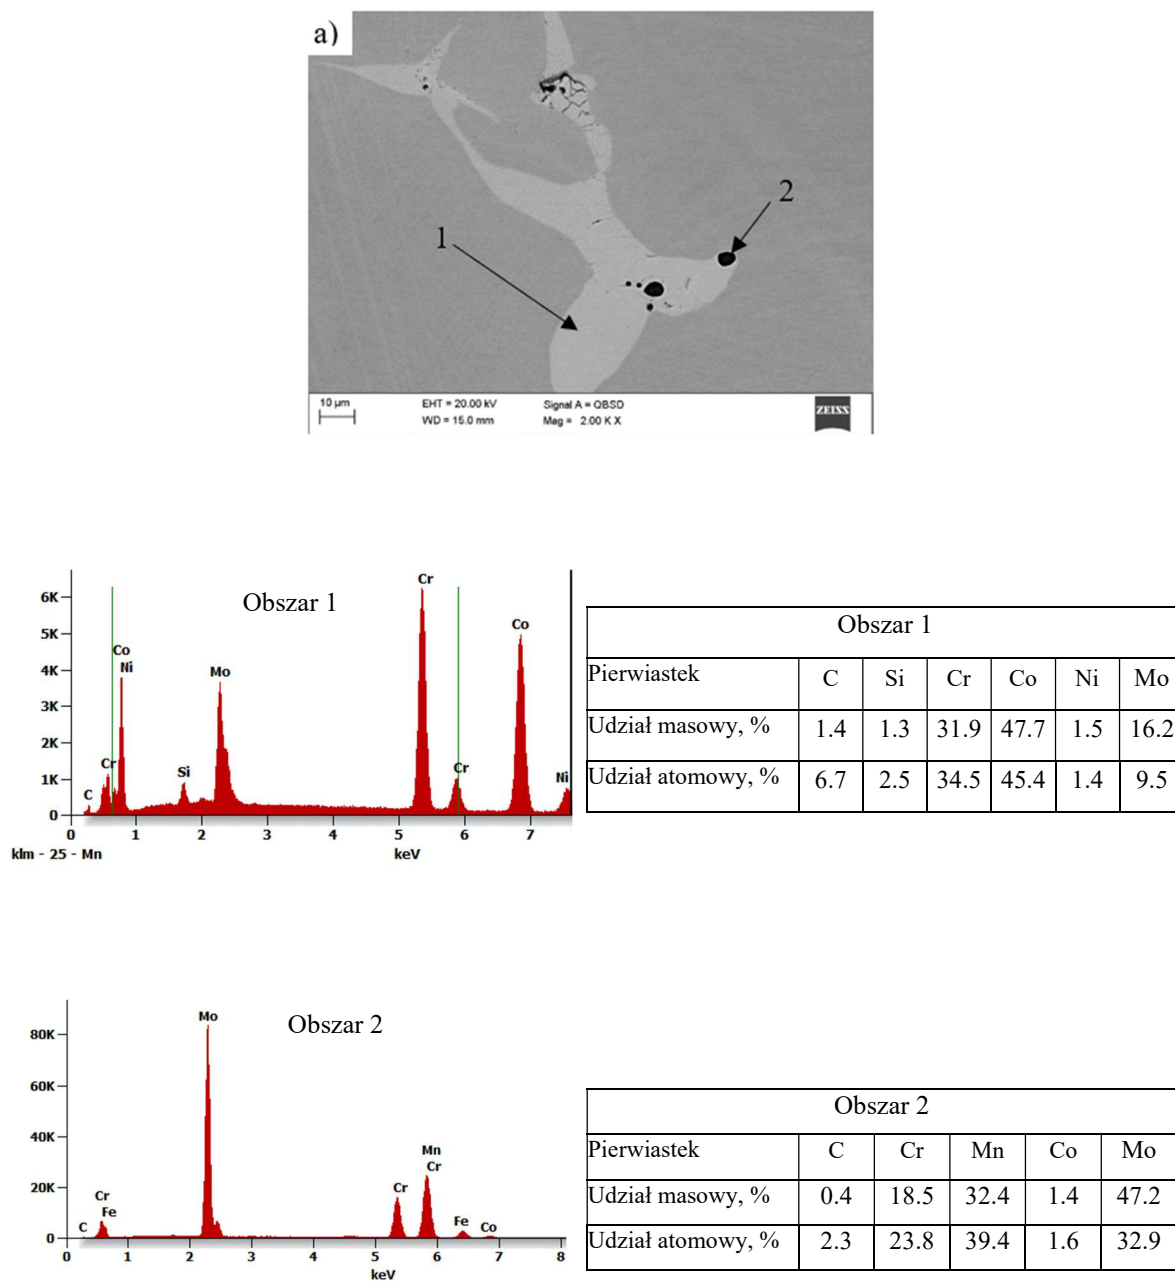 a)
1
2
10 µm
EHT = 20.00 kV
Signal A = QBSD
WD = 15.0 mm
Mag = 2.00 K X
ZEISS
Obszar 1
6K
5K
4K
3K
2K
1K
0
C
Cr
Co
Ni
Si
Mo
Cr
Cr
Co
Ni
0 1 2 3 4 5 6 7
klm - 25 - Mn
keV
Obszar 1
Pierwiastek C Si Cr Co Ni Mo
Udział masowy, % 1.4 1.3 31.9 47.7 1.5 16.2
Udział atomowy, % 6.7 2.5 34.5 45.4 1.4 9.5
Obszar 2
80K
60K
40K
20K
0
C
Cr
Fe
Mo
Cr
Mn
Cr
Fe
Co
0 1 2 3 4 5 6 7 8
keV
Obszar 2
Pierwiastek C Cr Mn Co Mo
Udział masowy, % 0.4 18.5 32.4 1.4 47.2
Udział atomowy, % 2.3 23.8 39.4 1.6 32.9